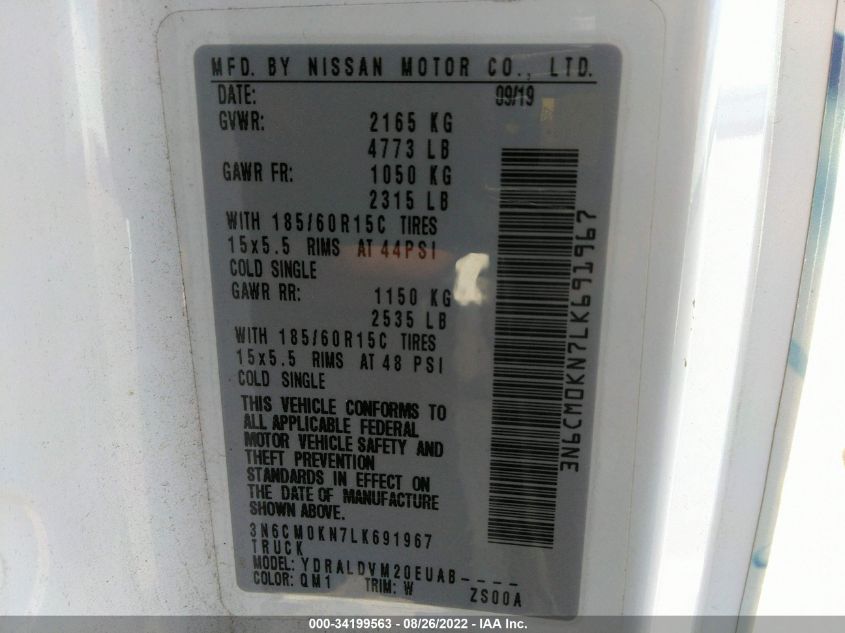 MFD. BY NISSAN MOTOR CO., LTD.
DATE: 09/19
GVWR: 2165 KG
4773 LB
GAWR FR: 1050 KG
2315 LB
WITH 185/60R15C TIRES
15x5.5 RIMS AT 44PSI
COLD SINGLE
GAWR RR: 1150 KG
2535 LB
WITH 185/60R15C TIRES
15x5.5 RIMS AT 48 PSI
COLD SINGLE
THIS VEHICLE CONFORMS TO
ALL APPLICABLE FEDERAL
MOTOR VEHICLE SAFETY AND
THEFT PREVENTION
STANDARDS IN EFFECT ON
THE DATE OF MANUFACTURE
SHOWN ABOVE.
3N6CM0KN7LK691967
TRUCK
MODEL: YDRALDVM20EUAB----
COLOR: QM1 TRIM: W ZS00A
3N6CM0KN7LK691967
000-34199563 - 08/26/2022 - IAA Inc.